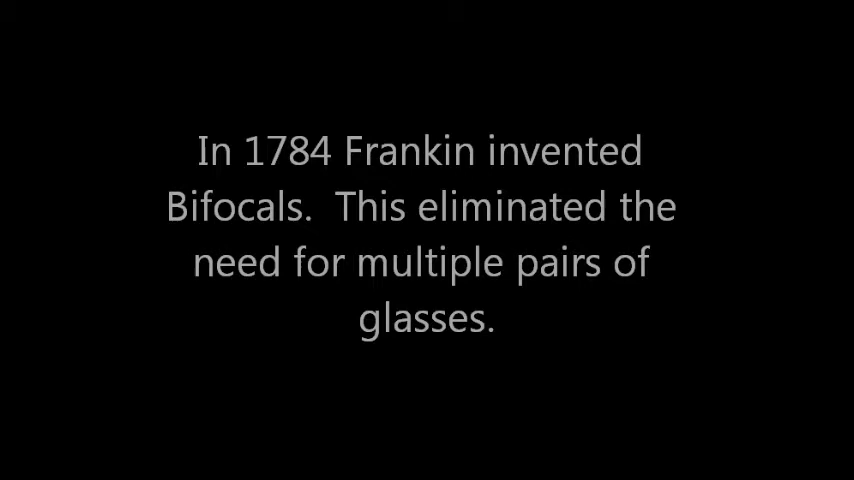 In 1784 Frankin invented
Bifocals.  This eliminated the
need for multiple pairs of
glasses.